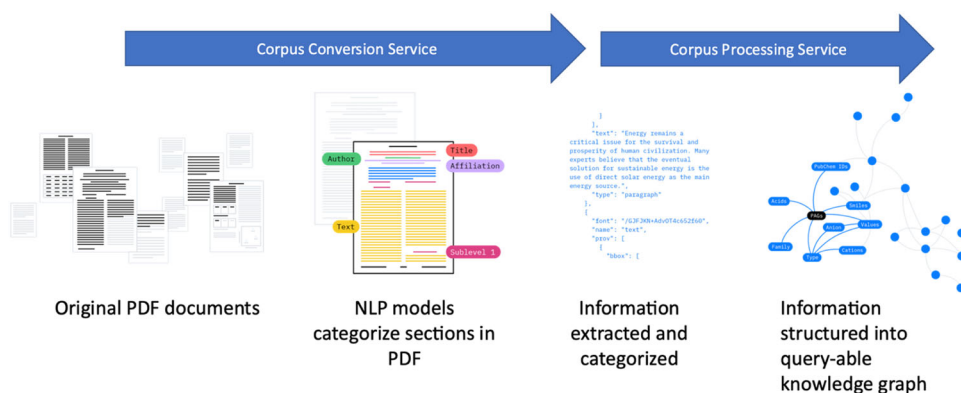 Corpus Conversion Service
Corpus Processing Service
Author
Title
Affiliation
Text
Sublevel 1
]
},
"text": "Energy remains a
critical issue for the survival and
prosperity of human civilization. Many
experts believe that the eventual
solution for sustainable energy is the
use of direct solar energy as the main
energy source.",
"type": "paragraph"
},
{
"name": "text",
"prov": [
{
"bbox": [
PubChem IDs
Acids
Smiles
PAGs
Anion
Values
Family
Type
Cations
Original PDF documents
NLP models
categorize sections in
PDF
Information
extracted and
categorized
Information
structured into
query-able
knowledge graph